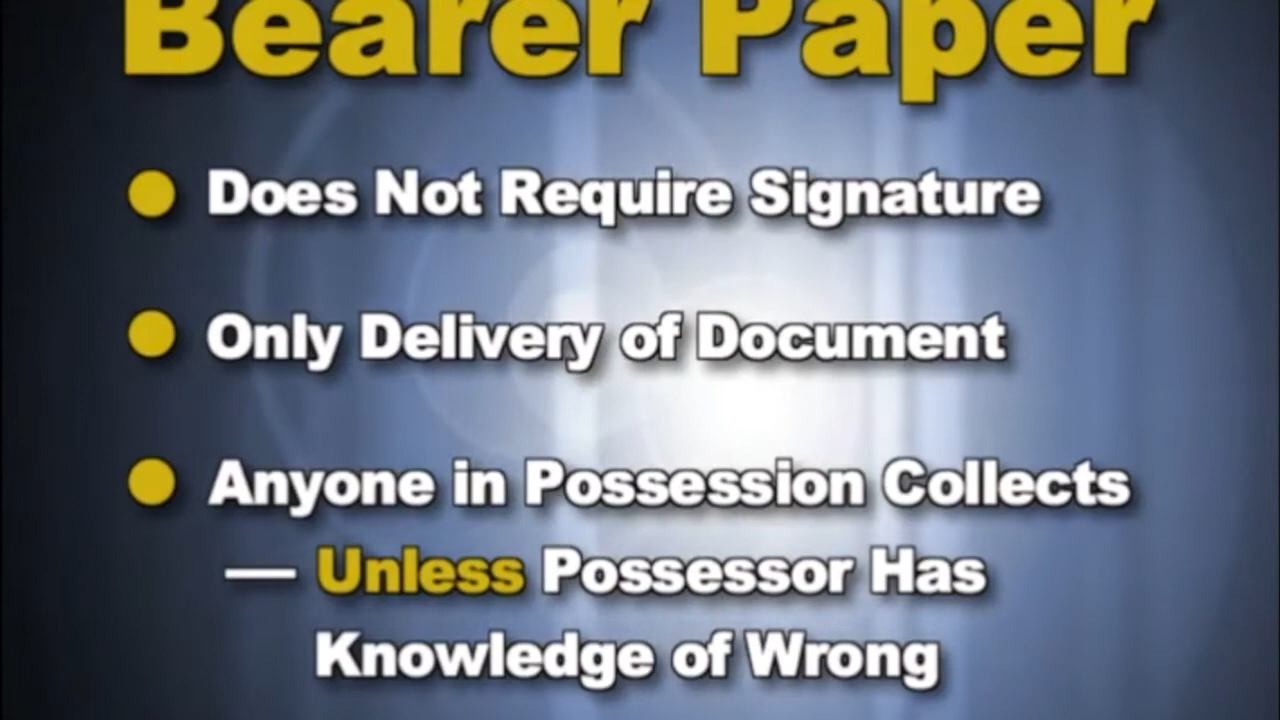 Bearer Paper
Does Not Require Signature
Only Delivery of Document
Anyone in Possession Collects
— Unless Possessor Has
Knowledge of Wrong